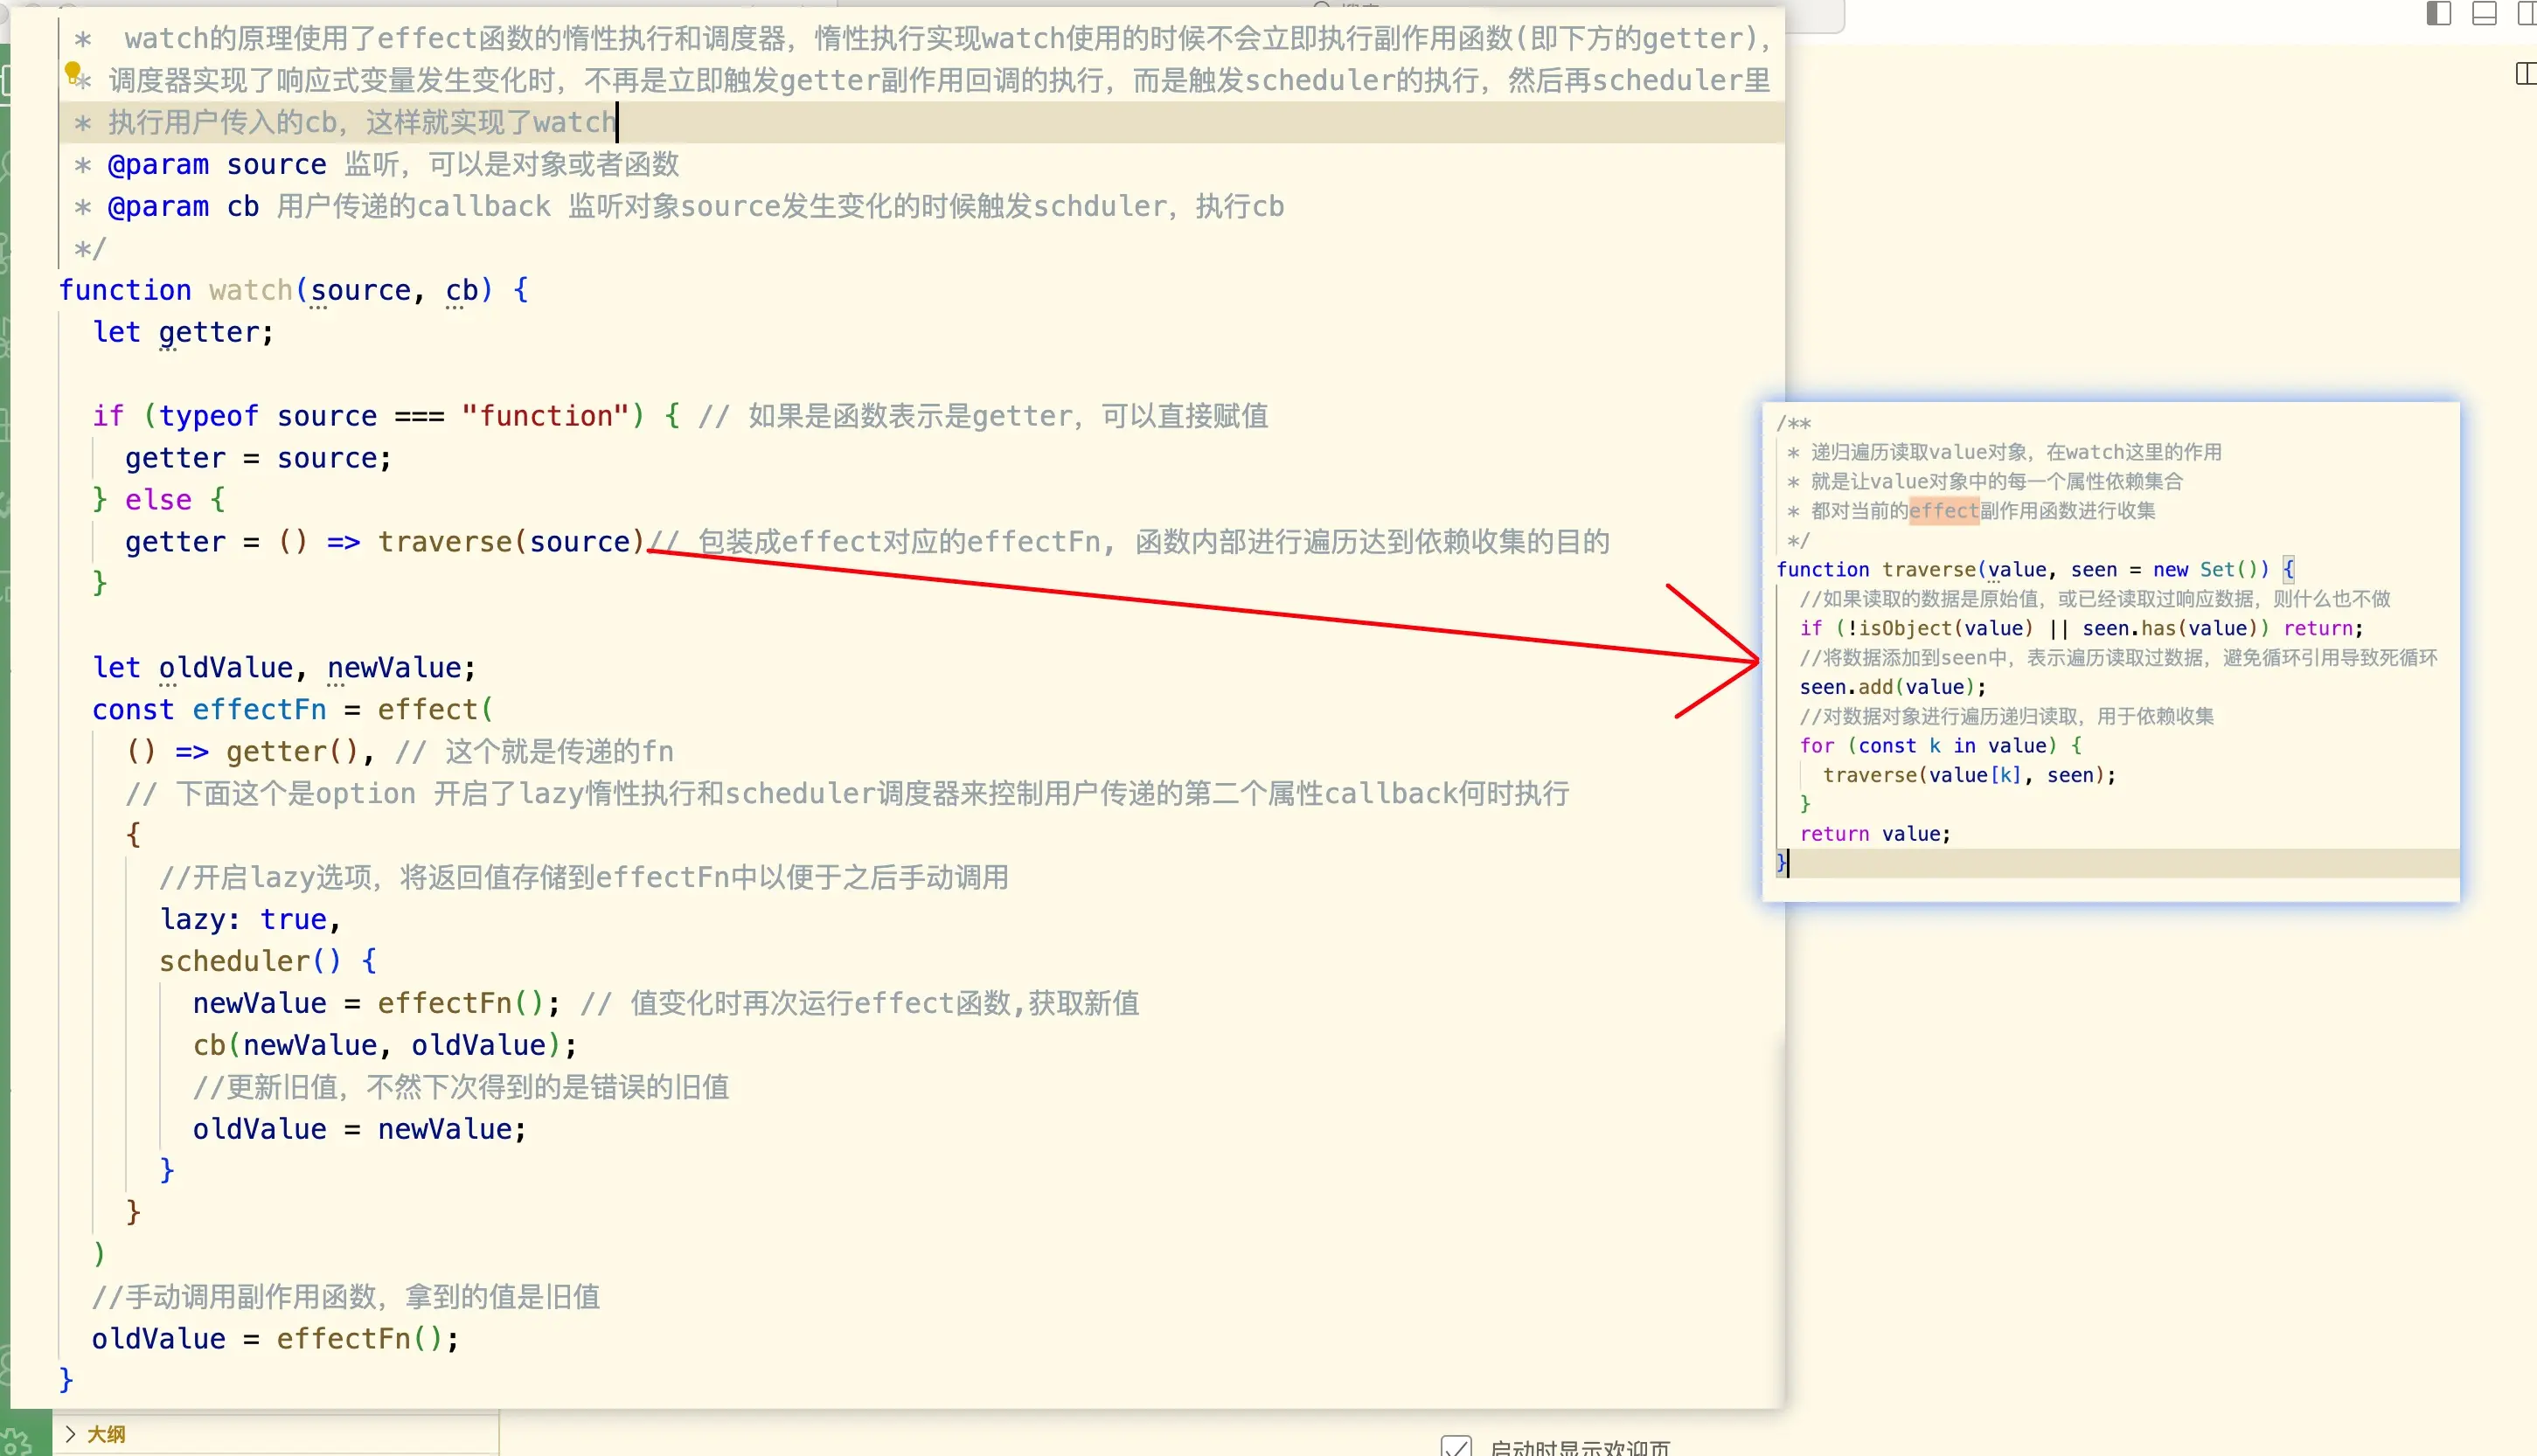 *  watch的原理使用了effect函数的惰性执行和调度器，惰性执行实现watch使用的时候不会立即执行副作用函数(即下方的getter)，
* 调度器实现了响应式变量发生变化时，不再是立即触发getter副作用回调的执行，而是触发scheduler的执行，然后再scheduler里
* 执行用户传入的cb，这样就实现了watch
* @param source 监听，可以是对象或者函数
* @param cb 用户传递的callback 监听对象source发生变化的时候触发schduler，执行cb
*/
function watch(source, cb) {
let getter;
if (typeof source === "function") { // 如果是函数表示是getter，可以直接赋值
getter = source;
} else {
getter = () => traverse(source)// 包装成effect对应的effectFn, 函数内部进行遍历达到依赖收集的目的
}
let oldValue, newValue;
const effectFn = effect(
() => getter(), // 这个就是传递的fn
// 下面这个是option 开启了lazy惰性执行和scheduler调度器来控制用户传递的第二个属性callback何时执行
{
//开启lazy选项，将返回值存储到effectFn中以便于之后手动调用
lazy: true,
scheduler() {
newValue = effectFn(); // 值变化时再次运行effect函数,获取新值
cb(newValue, oldValue);
//更新旧值，不然下次得到的是错误的旧值
oldValue = newValue;
}
}
)
//手动调用副作用函数，拿到的值是旧值
oldValue = effectFn();
}
/**
* 递归遍历读取value对象，在watch这里的作用
* 就是让value对象中的每一个属性依赖集合
* 都对当前的effect副作用函数进行收集
*/
function traverse(value, seen = new Set()) {
//如果读取的数据是原始值，或已经读取过响应数据，则什么也不做
if (!isObject(value) || seen.has(value)) return;
//将数据添加到seen中，表示遍历读取过数据，避免循环引用导致死循环
seen.add(value);
//对数据对象进行遍历递归读取，用于依赖收集
for (const k in value) {
traverse(value[k], seen);
}
return value;
}
大纲
启动时显示欢迎页